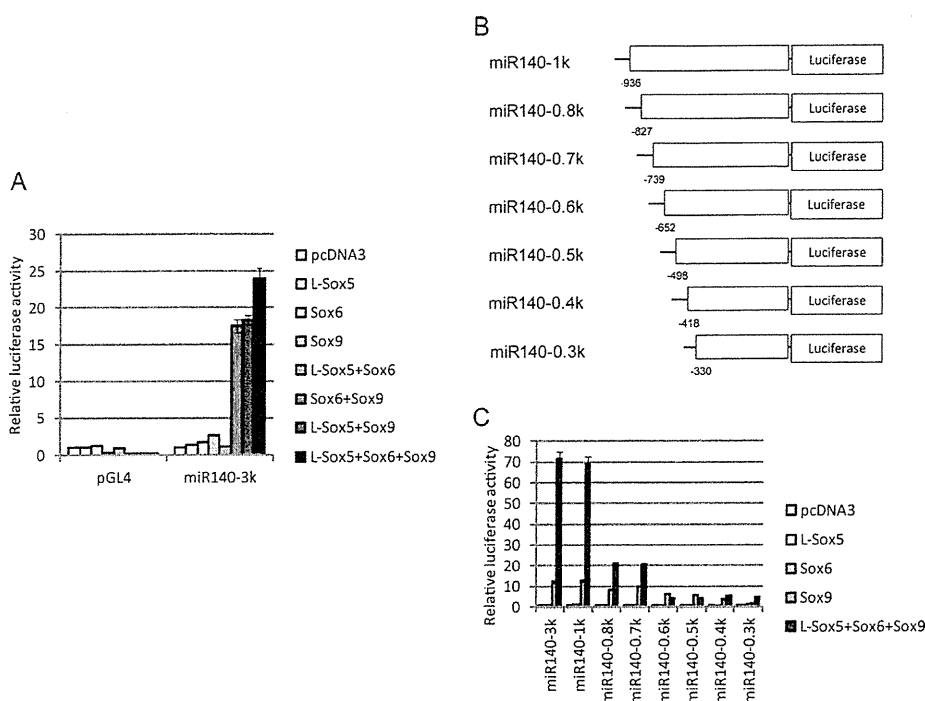 B
miR140-1k
Luciferase
-936
miR140-0.8k
Luciferase
-827
miR140-0.7k
Luciferase
-739
miR140-0.6k
Luciferase
-652
miR140-0.5k
Luciferase
-498
miR140-0.4k
Luciferase
-418
miR140-0.3k
Luciferase
-330
A
Relative luciferase activity
30
25
20
15
10
5
0
pGL4
miR140-3k
pcDNA3
L-Sox5
Sox6
Sox9
L-Sox5+Sox6
Sox6+Sox9
L-Sox5+Sox9
L-Sox5+Sox6+Sox9
C
Relative luciferase activity
80
70
60
50
40
30
20
10
0
miR140-3k
miR140-1k
miR140-0.8k
miR140-0.7k
miR140-0.6k
miR140-0.5k
miR140-0.4k
miR140-0.3k
pcDNA3
L-Sox5
Sox6
Sox9
L-Sox5+Sox6+Sox9